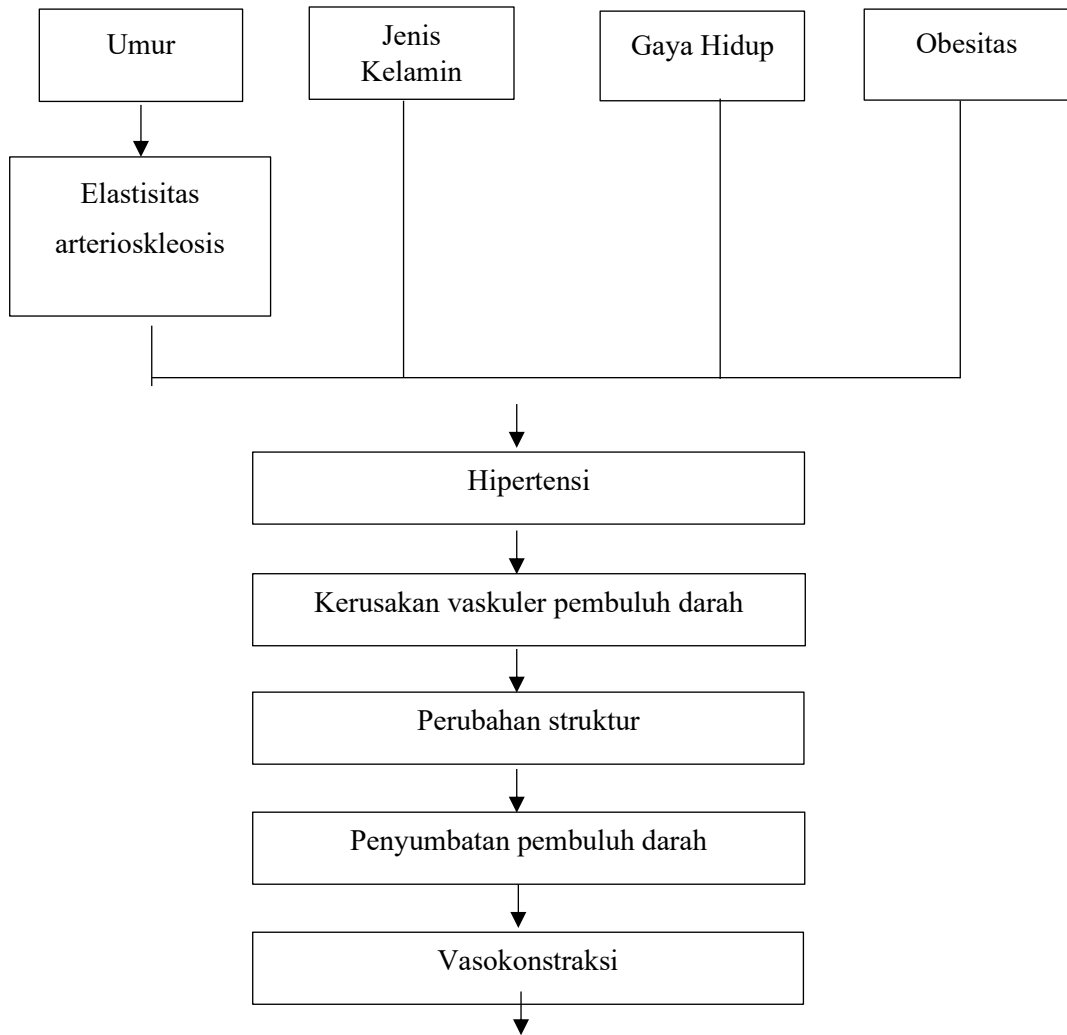 Umur
Jenis
Kelamin
Gaya Hidup
Obesitas
Elastisitas
arterioskleosis
Hipertensi
Kerusakan vaskuler pembuluh darah
Perubahan struktur
Penyumbatan pembuluh darah
Vasokonstraksi